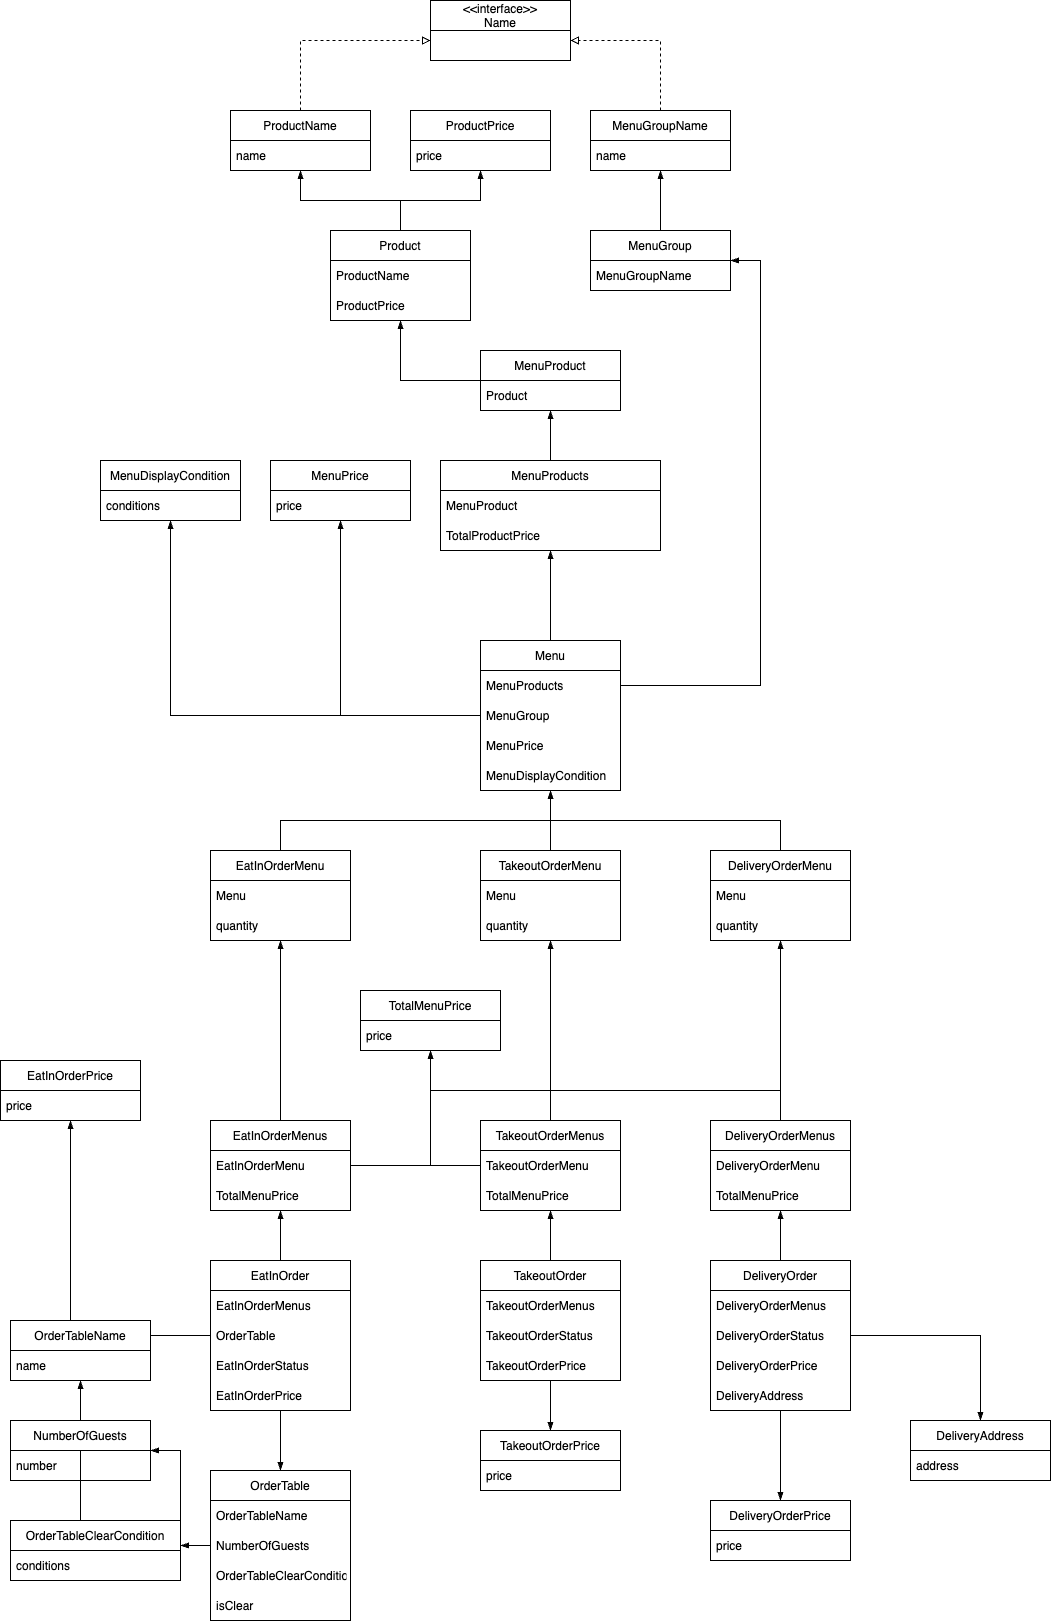 <<interface>>
Name
ProductName
name
ProductPrice
price
MenuGroupName
name
Product
ProductName
ProductPrice
MenuGroup
MenuGroupName
MenuProduct
Product
MenuDisplayCondition
conditions
MenuPrice
price
MenuProducts
MenuProduct
TotalProductPrice
Menu
MenuProducts
MenuGroup
MenuPrice
MenuDisplayCondition
EatInOrderMenu
Menu
quantity
TakeoutOrderMenu
Menu
quantity
DeliveryOrderMenu
Menu
quantity
TotalMenuPrice
price
EatInOrderPrice
price
EatInOrderMenus
EatInOrderMenu
TotalMenuPrice
TakeoutOrderMenus
TakeoutOrderMenu
TotalMenuPrice
DeliveryOrderMenus
DeliveryOrderMenu
TotalMenuPrice
EatInOrder
EatInOrderMenus
OrderTable
EatInOrderStatus
EatInOrderPrice
TakeoutOrder
TakeoutOrderMenus
TakeoutOrderStatus
TakeoutOrderPrice
DeliveryOrder
DeliveryOrderMenus
DeliveryOrderStatus
DeliveryOrderPrice
DeliveryAddress
OrderTableName
name
NumberOfGuests
number
TakeoutOrderPrice
price
DeliveryAddress
address
OrderTable
OrderTableName
NumberOfGuests
OrderTableClearConditic
isClear
DeliveryOrderPrice
price
OrderTableClearCondition
conditions